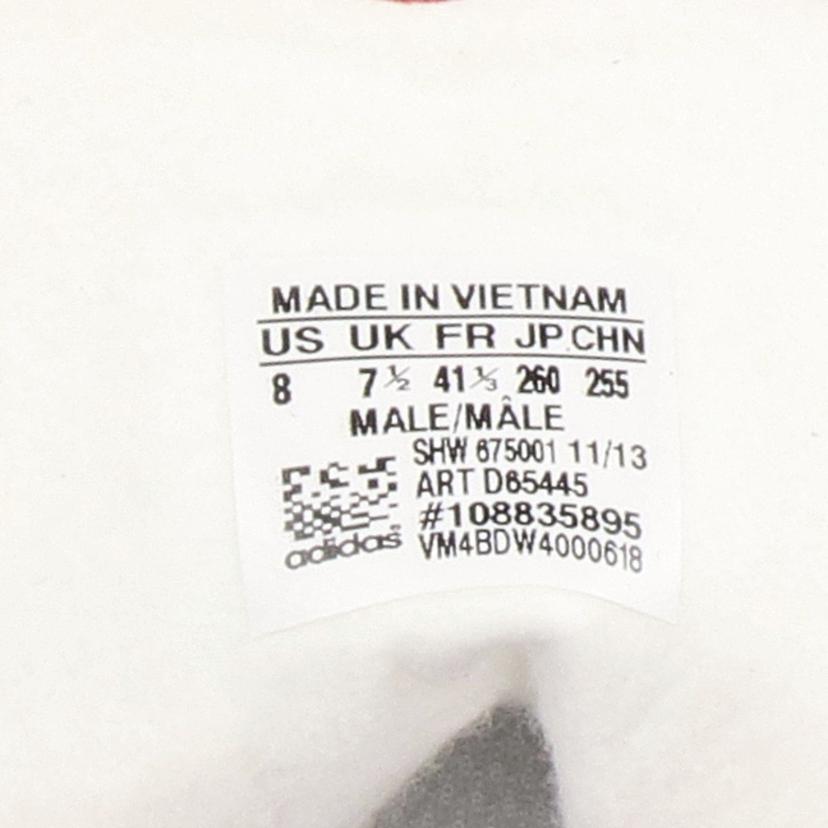 MADE IN VIETNAM
US UK FR JP CHN
8 7½ 41⅓ 260 255
MALE/MÂLE
SHW 675001 11/13
ART D65445
#108835895
VM4BDW4000618
adidas